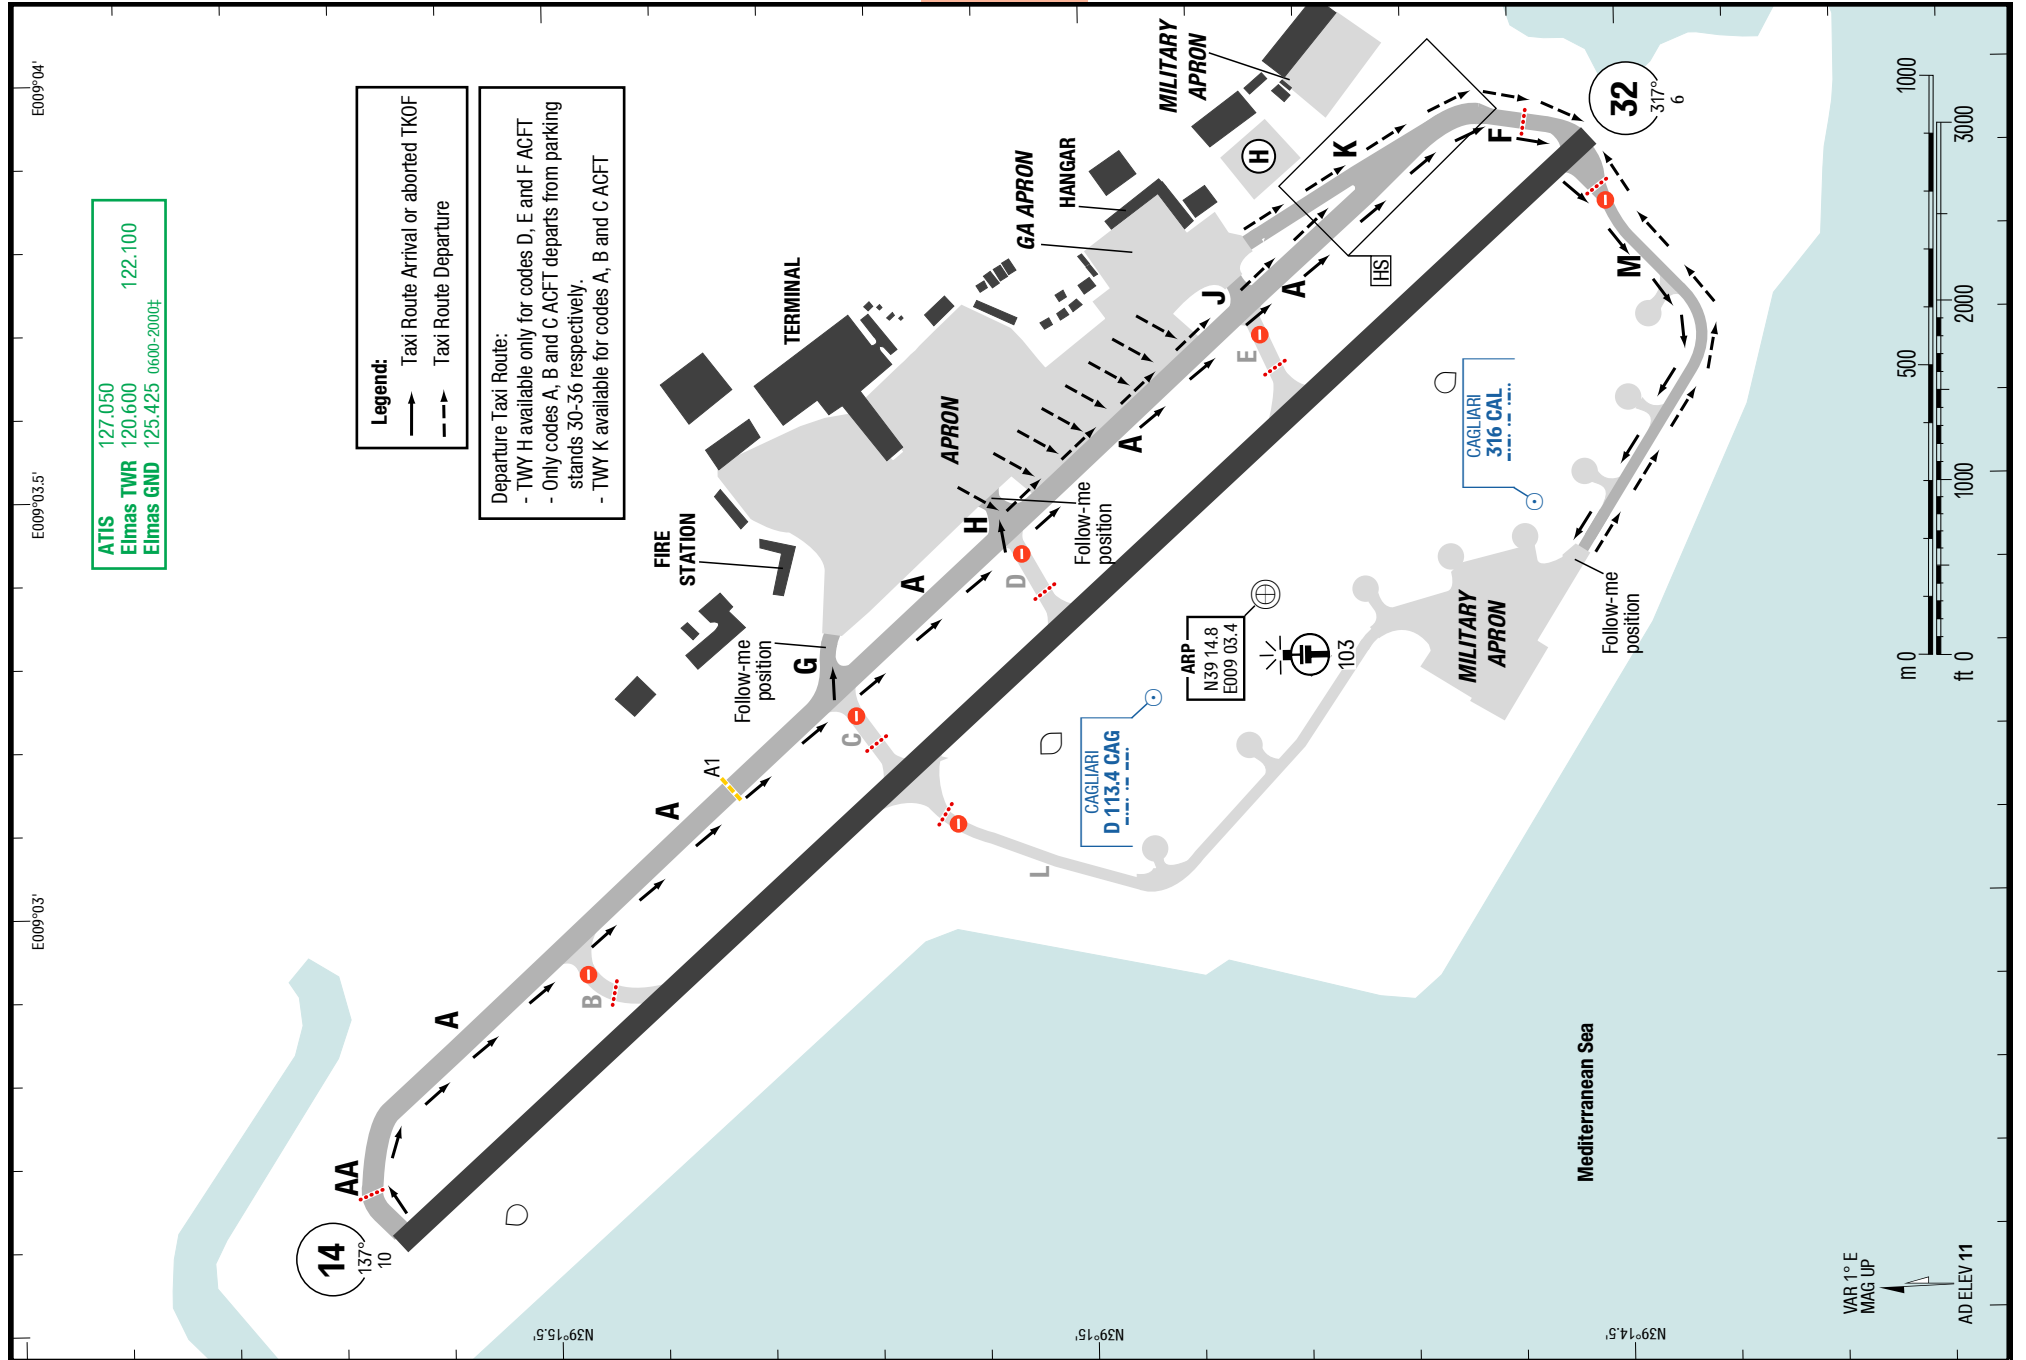 E009°04'
E009°03.5'
E009°03'
ATIS 127.050
Elmas TWR 120.600 122.100
Elmas GND 125.425 0600-2000‡
Legend:
Taxi Route Arrival or aborted TKOF
Taxi Route Departure
Departure Taxi Route:
- TWY H available only for codes D, E and F ACFT
- Only codes A, B and C ACFT departs from parking
stands 30-36 respectively.
- TWY K available for codes A, B and C ACFT
MILITARY
APRON
H
HANGAR
GA APRON
TERMINAL
APRON
FIRE
STATION
Follow-me
position
G
H
Follow-me
position
J
K
F
32
317°
6
HS
A
E
A
D
A
C
A1
A
B
A
AA
14
137°
10
M
L
CAGLIARI
316 CAL
CAGLIARI
D 113.4 CAG
ARP
N39 14.8
E009 03.4
103
MILITARY
APRON
Follow-me
position
Mediterranean Sea
m 0 500 1000
ft 0 1000 2000 3000
N39°15.5'
N39°15'
N39°14.5'
VAR 1° E
MAG UP
AD ELEV 11